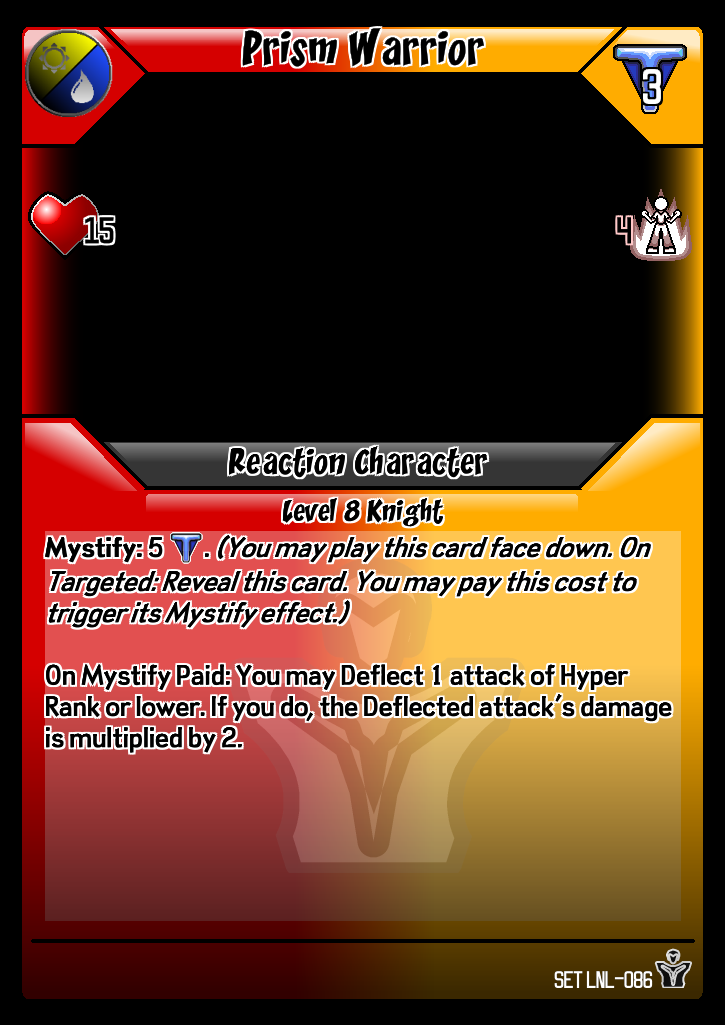 Prism Warrior
3
15
4
Reaction Character
Level 8 Knight
Mystify: 5 T. (You may play this card face down. On
Targeted: Reveal this card. You may pay this cost to
trigger its Mystify effect.)
On Mystify Paid: You may Deflect 1 attack of Hyper
Rank or lower. If you do, the Deflected attack's damage
is multiplied by 2.
SET LNL-086